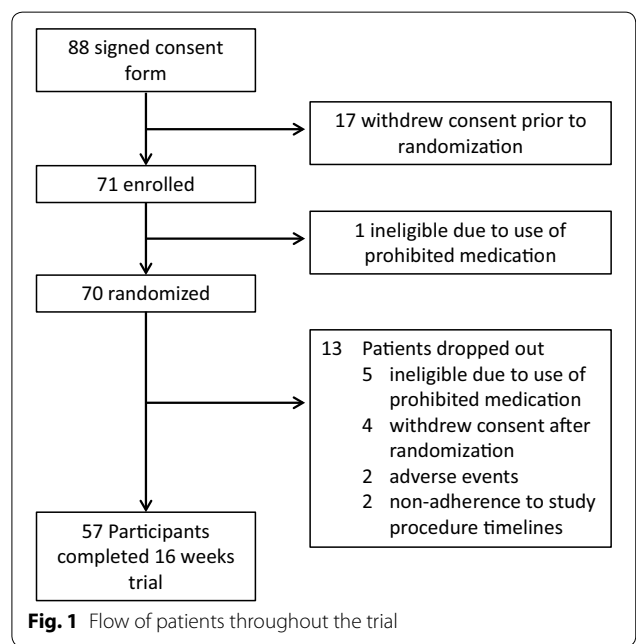 88 signed consent
form
17 withdrew consent prior to
randomization
71 enrolled
1 ineligible due to use of
prohibited medication
70 randomized
13 Patients dropped out
5 ineligible due to use of
prohibited medication
4 withdrew consent after
randomization
2 adverse events
2 non-adherence to study
procedure timelines
57 Participants
completed 16 weeks
trial
Fig. 1 Flow of patients throughout the trial